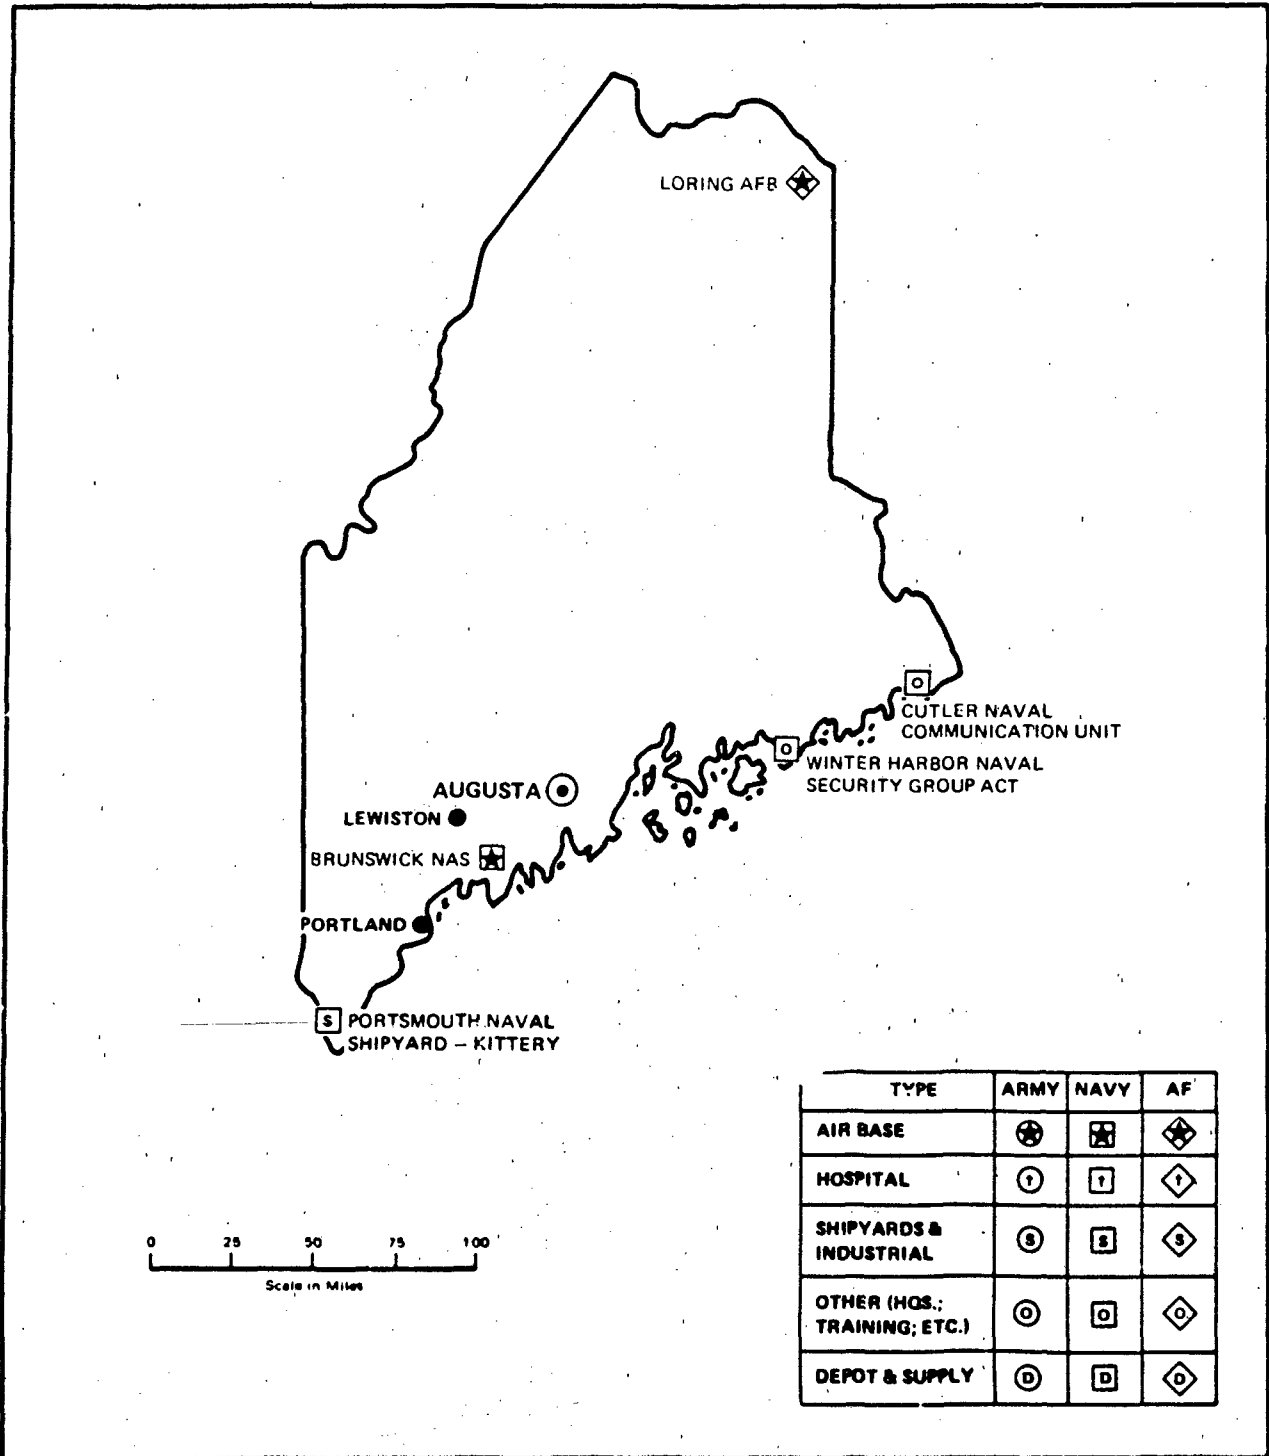 LORING AFB
CUTLER NAVAL
COMMUNICATION UNIT
WINTER HARBOR NAVAL
SECURITY GROUP ACT
AUGUSTA
LEWISTON
BRUNSWICK NAS
PORTLAND
S PORTSMOUTH NAVAL
SHIPYARD – KITTERY
O
O
TYPE ARMY NAVY AF
AIR BASE
HOSPITAL
SHIPYARDS &
INDUSTRIAL S S S
OTHER (HQS.;
TRAINING; ETC.) O O O
DEPOT & SUPPLY D D D
0 25 50 75 100
Scale in Miles